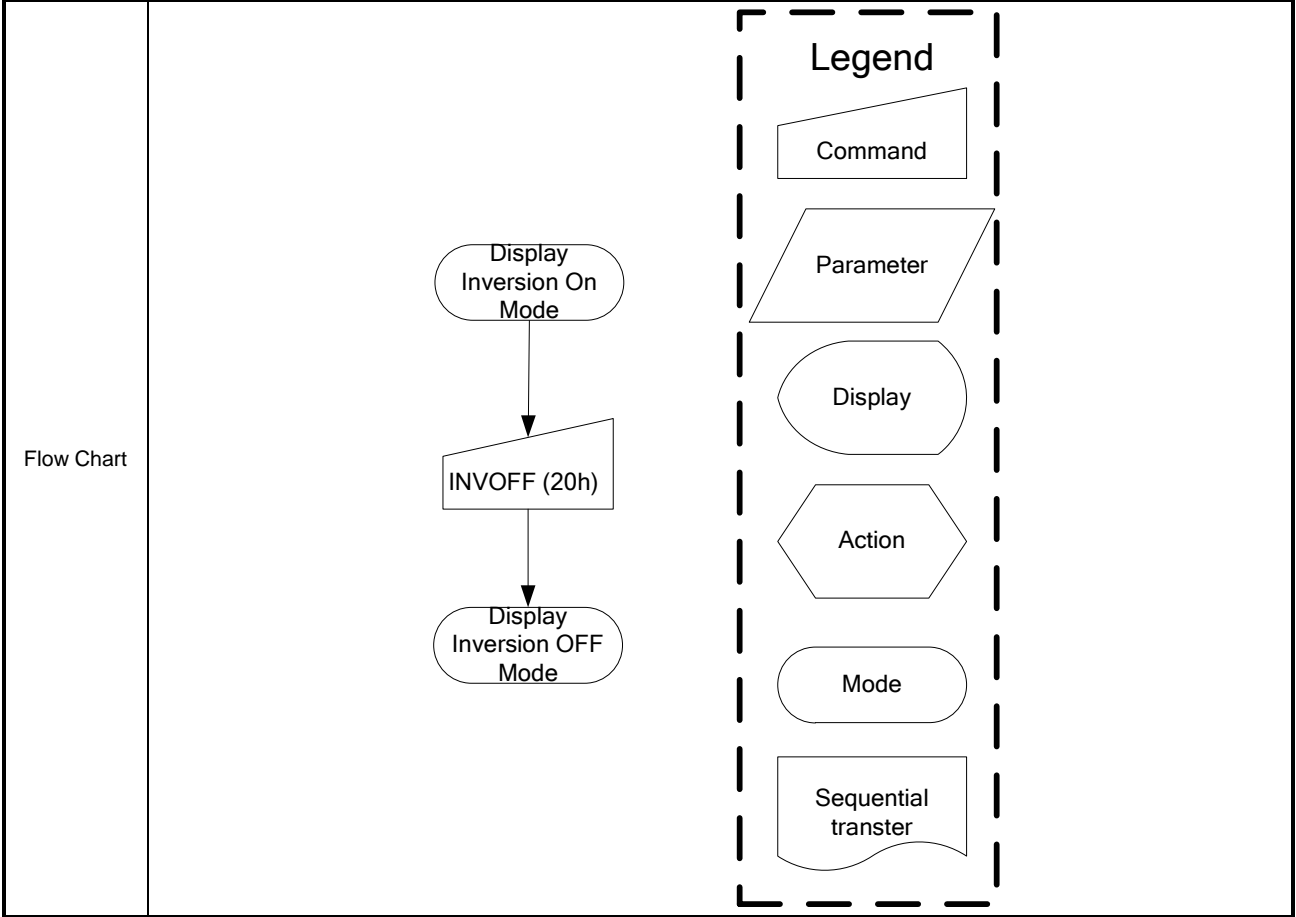 Flow Chart
Display
Inversion On
Mode
INVOFF (20h)
Display
Inversion OFF
Mode
Legend
Command
Parameter
Display
Action
Mode
Sequential
transter